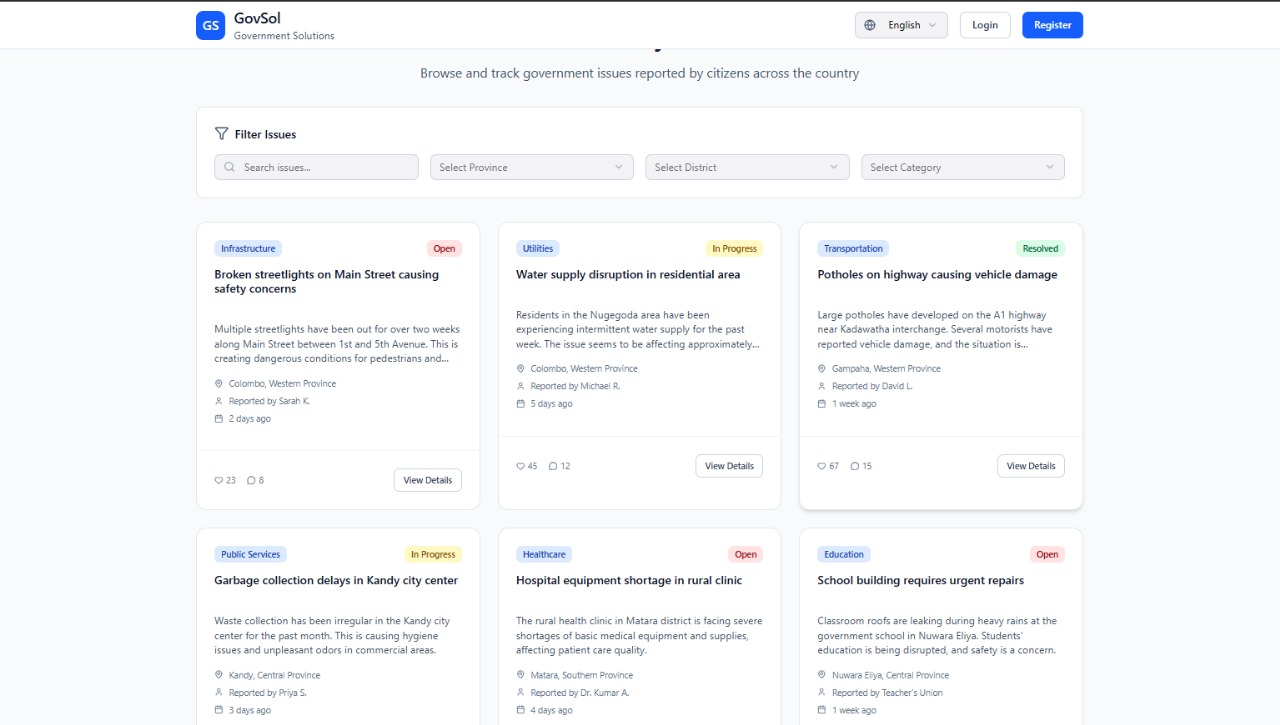 GS
GovSol
Government Solutions
English
Login
Register
Browse and track government issues reported by citizens across the country
Filter Issues
Search issues...
Select Province
Select District
Select Category
Infrastructure
Open
Broken streetlights on Main Street causing
safety concerns
Multiple streetlights have been out for over two weeks
along Main Street between 1st and 5th Avenue. This is
creating dangerous conditions for pedestrians and...
Colombo, Western Province
Reported by Sarah K.
2 days ago
23
8
View Details
Utilities
In Progress
Water supply disruption in residential area
Residents in the Nugegoda area have been
experiencing intermittent water supply for the past
week. The issue seems to be affecting approximately...
Colombo, Western Province
Reported by Michael R.
5 days ago
45
12
View Details
Transportation
Resolved
Potholes on highway causing vehicle damage
Large potholes have developed on the A1 highway
near Kadawatha interchange. Several motorists have
reported vehicle damage, and the situation is...
Gampaha, Western Province
Reported by David L.
1 week ago
67
15
View Details
Public Services
In Progress
Garbage collection delays in Kandy city center
Waste collection has been irregular in the Kandy city
center for the past month. This is causing hygiene
issues and unpleasant odors in commercial areas.
Kandy, Central Province
Reported by Priya S.
3 days ago
Healthcare
Open
Hospital equipment shortage in rural clinic
The rural health clinic in Matara district is facing severe
shortages of basic medical equipment and supplies,
affecting patient care quality.
Matara, Southern Province
Reported by Dr. Kumar A.
4 days ago
Education
Open
School building requires urgent repairs
Classroom roofs are leaking during heavy rains at the
government school in Nuwara Eliya. Students'
education is being disrupted, and safety is a concern.
Nuwara Eliya, Central Province
Reported by Teacher's Union
1 week ago